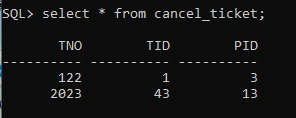 SQL> select * from cancel_ticket;
TNO TID PID
---------- ---------- ----------
122 1 3
2023 43 13